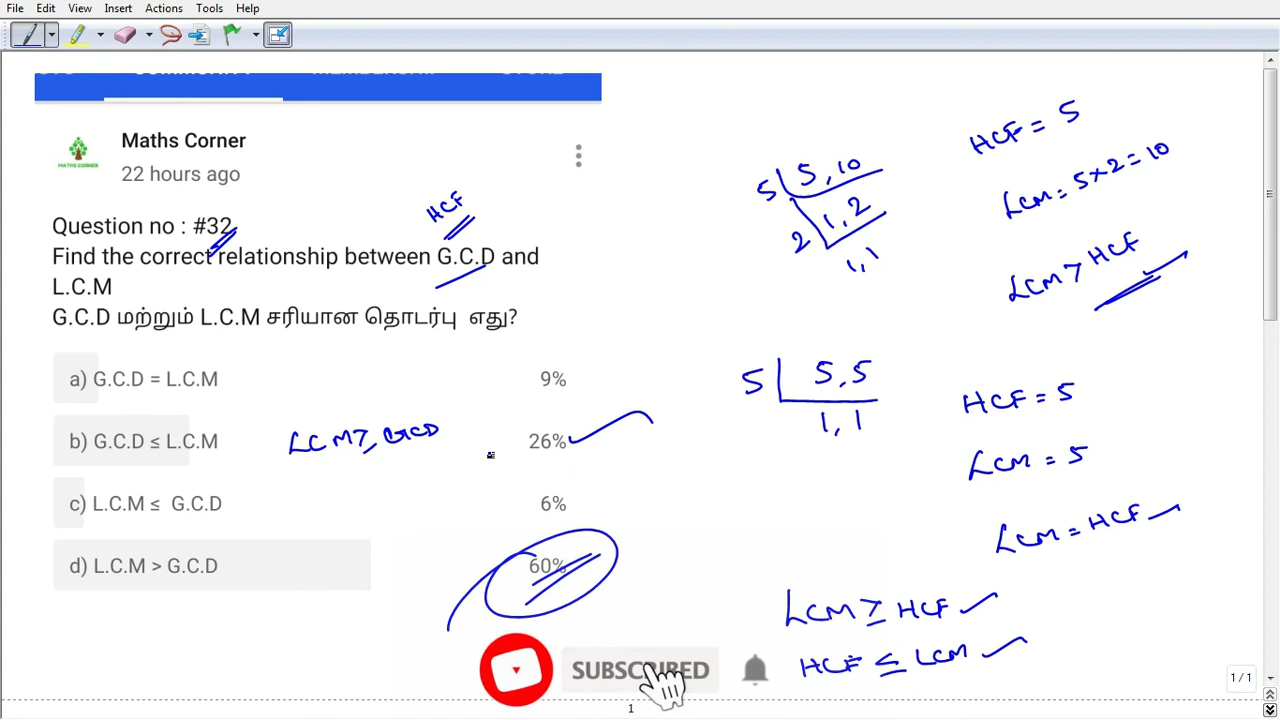 File Edit View Insert Actions Tools Help
MATHS CORNER
Maths Corner
22 hours ago
Question no : #32
HCF
Find the correct relationship between G.C.D and
L.C.M
G.C.D மற்றும் L.C.M சரியான தொடர்பு எது?
a) G.C.D = L.C.M 9%
b) G.C.D ≤ L.C.M 26%
LCM ≥ GCD
c) L.C.M ≤ G.C.D 6%
d) L.C.M > G.C.D 60%
5 5, 10
2 1, 2
1, 1
HCF = 5
LCM = 5×2 = 10
LCM > HCF
5 5, 5
1, 1
HCF = 5
LCM = 5
LCM = HCF
LCM ≥ HCF
HCF ≤ LCM
SUBSCRIBED
1 / 1
1